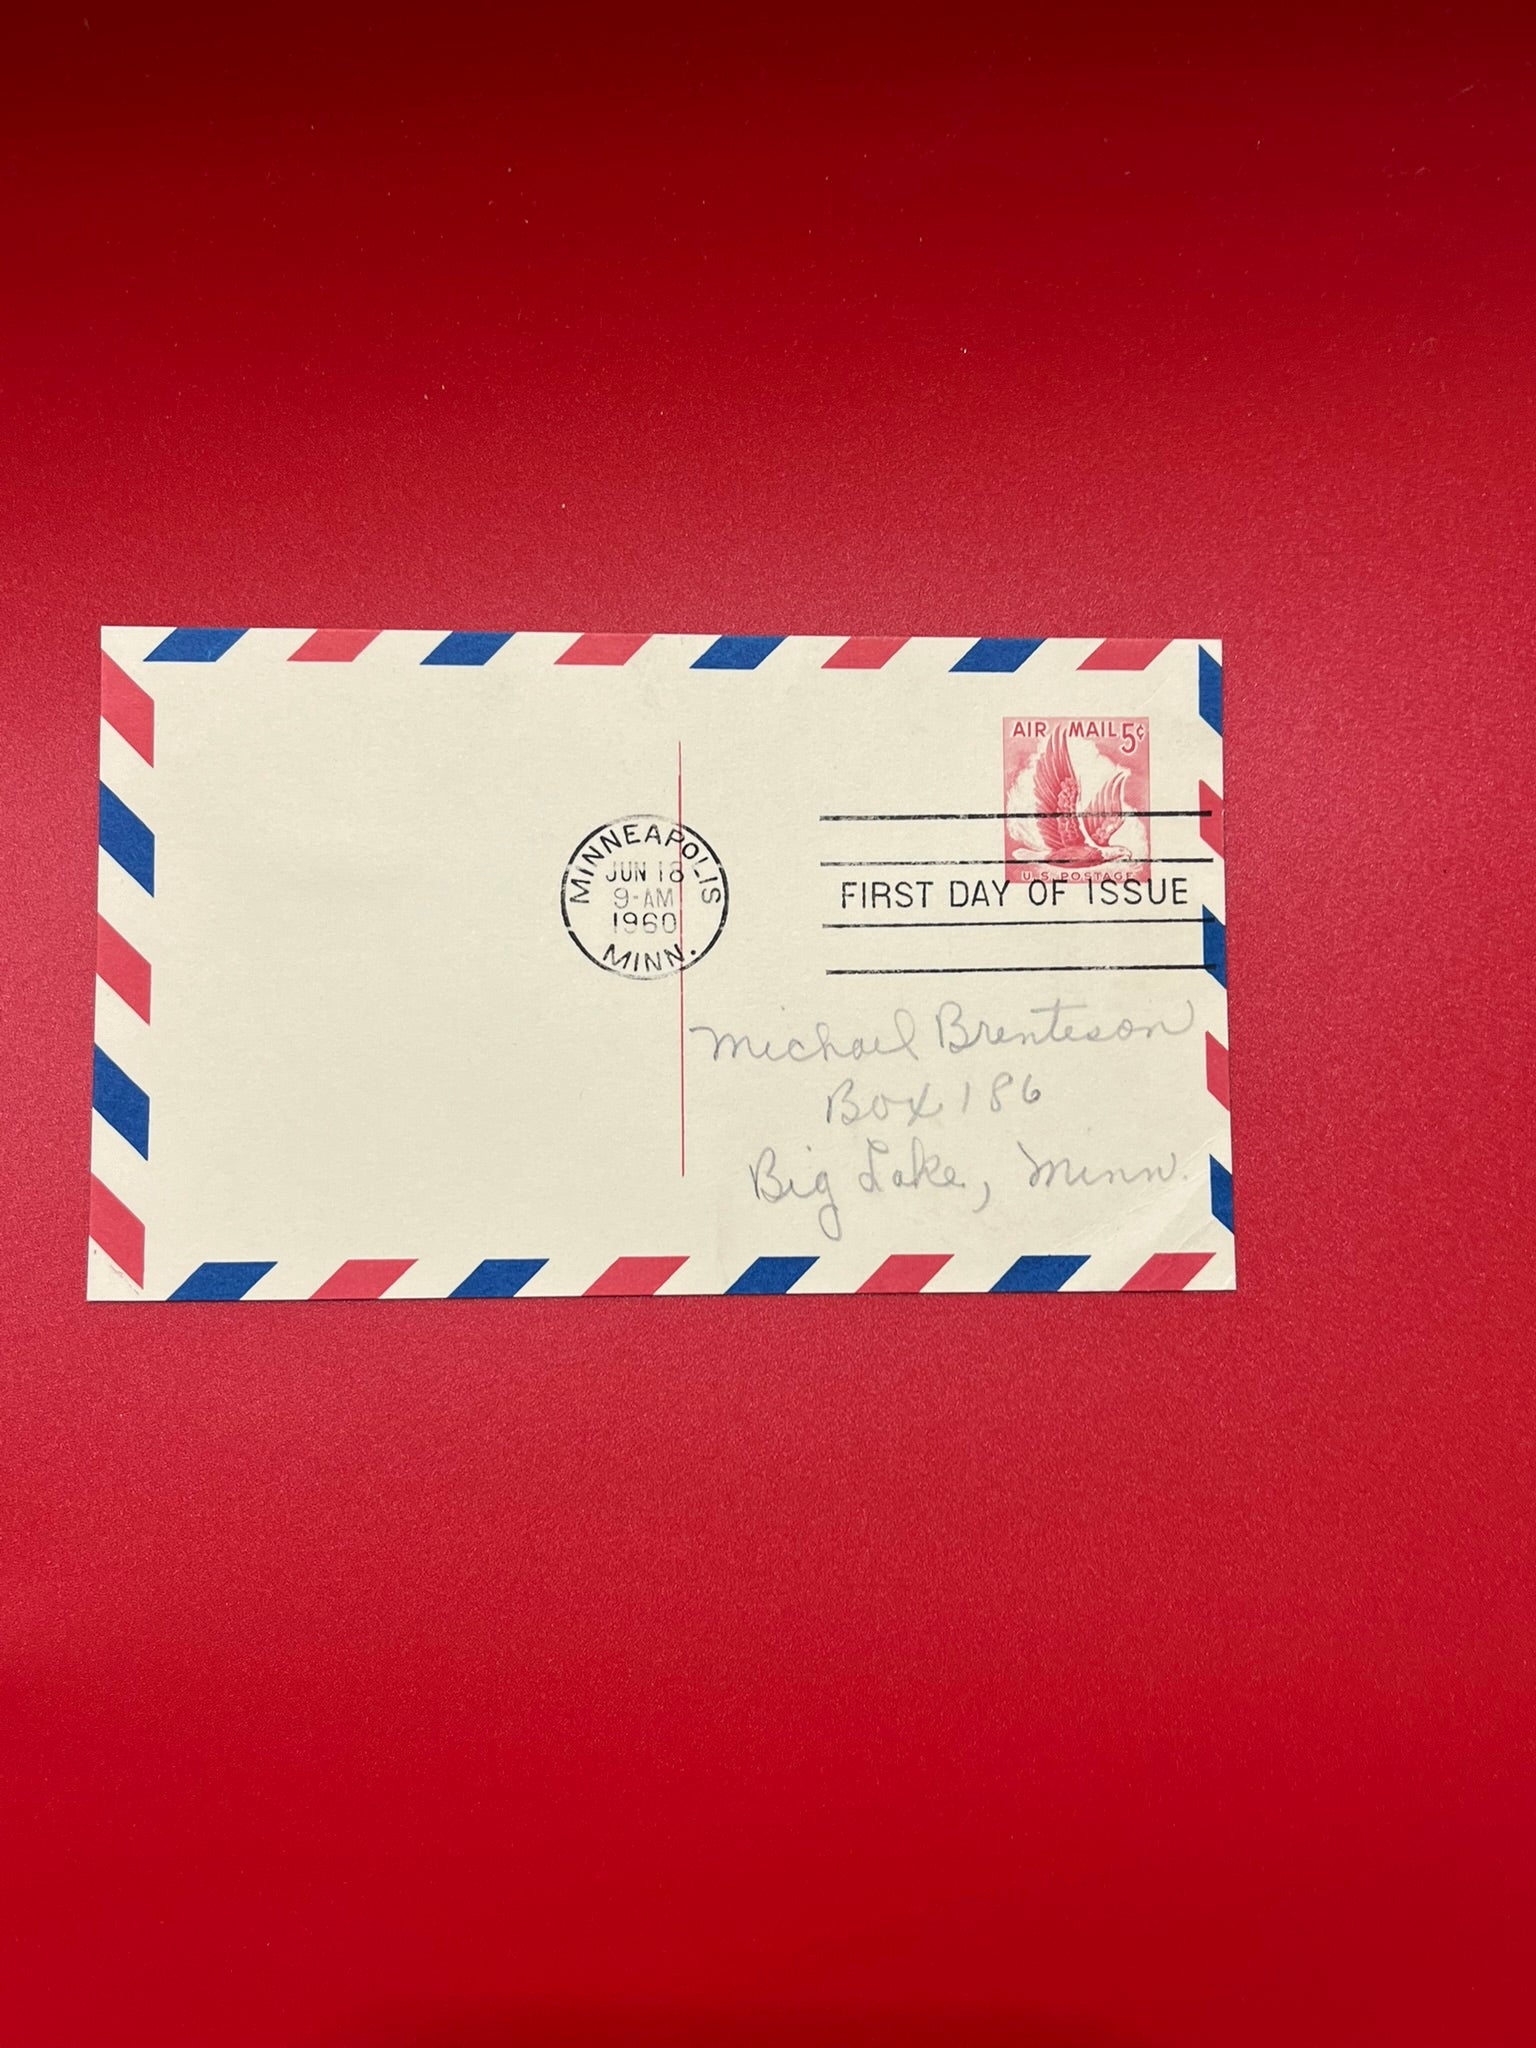 AIR MAIL 5¢
U.S. POSTAGE
MINNEAPOLIS
JUN 18
9-AM
1960
MINN.
FIRST DAY OF ISSUE
Michael Brenteson
Box 186
Big Lake, Minn.